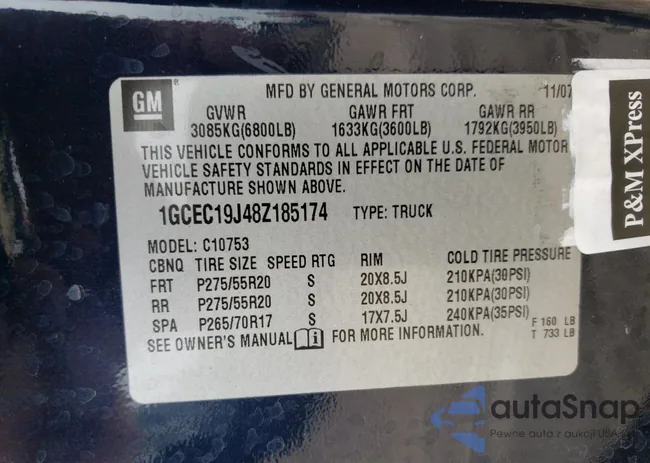 GM
MFD BY GENERAL MOTORS CORP. 11/07
GVWR GAWR FRT GAWR RR
3085KG(6800LB) 1633KG(3600LB) 1792KG(3950LB)
THIS VEHICLE CONFORMS TO ALL APPLICABLE U.S. FEDERAL MOTOR
VEHICLE SAFETY STANDARDS IN EFFECT ON THE DATE OF
MANUFACTURE SHOWN ABOVE.
1GCEC19J48Z185174 TYPE: TRUCK
MODEL: C10753
CBNQ TIRE SIZE SPEED RTG RIM COLD TIRE PRESSURE
FRT P275/55R20 S 20X8.5J 210KPA(30PSI)
RR P275/55R20 S 20X8.5J 210KPA(30PSI)
SPA P265/70R17 S 17X7.5J 240KPA(35PSI)
F 160 LB
T 733 LB
SEE OWNER'S MANUAL i FOR MORE INFORMATION.
P&M XPress
autaSnap
Pewne auta z aukcji USA